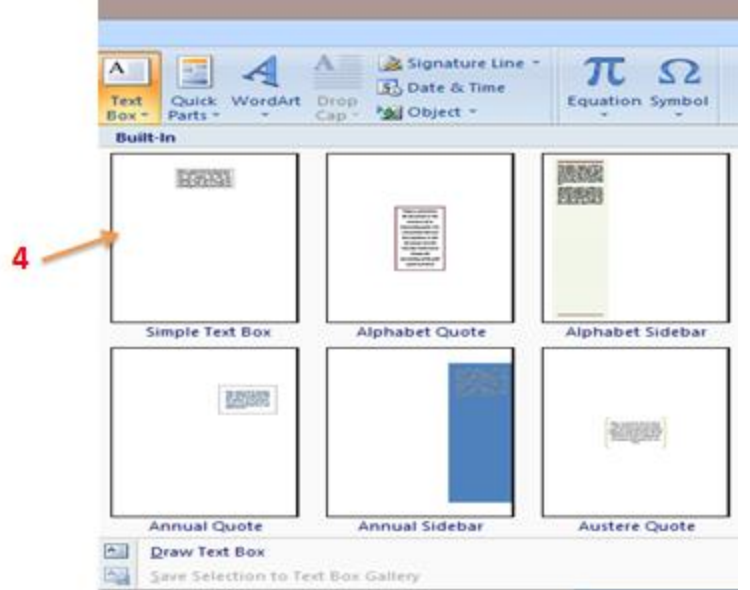 A
A
A
Signature Line
Text Box
Quick Parts
WordArt
Drop Cap
5 Date & Time
Object
π
Equation
Ω
Symbol
Built-In
4
Simple Text Box
Alphabet Quote
Alphabet Sidebar
Annual Quote
Annual Sidebar
Austere Quote
A
Draw Text Box
Save Selection to Text Box Gallery